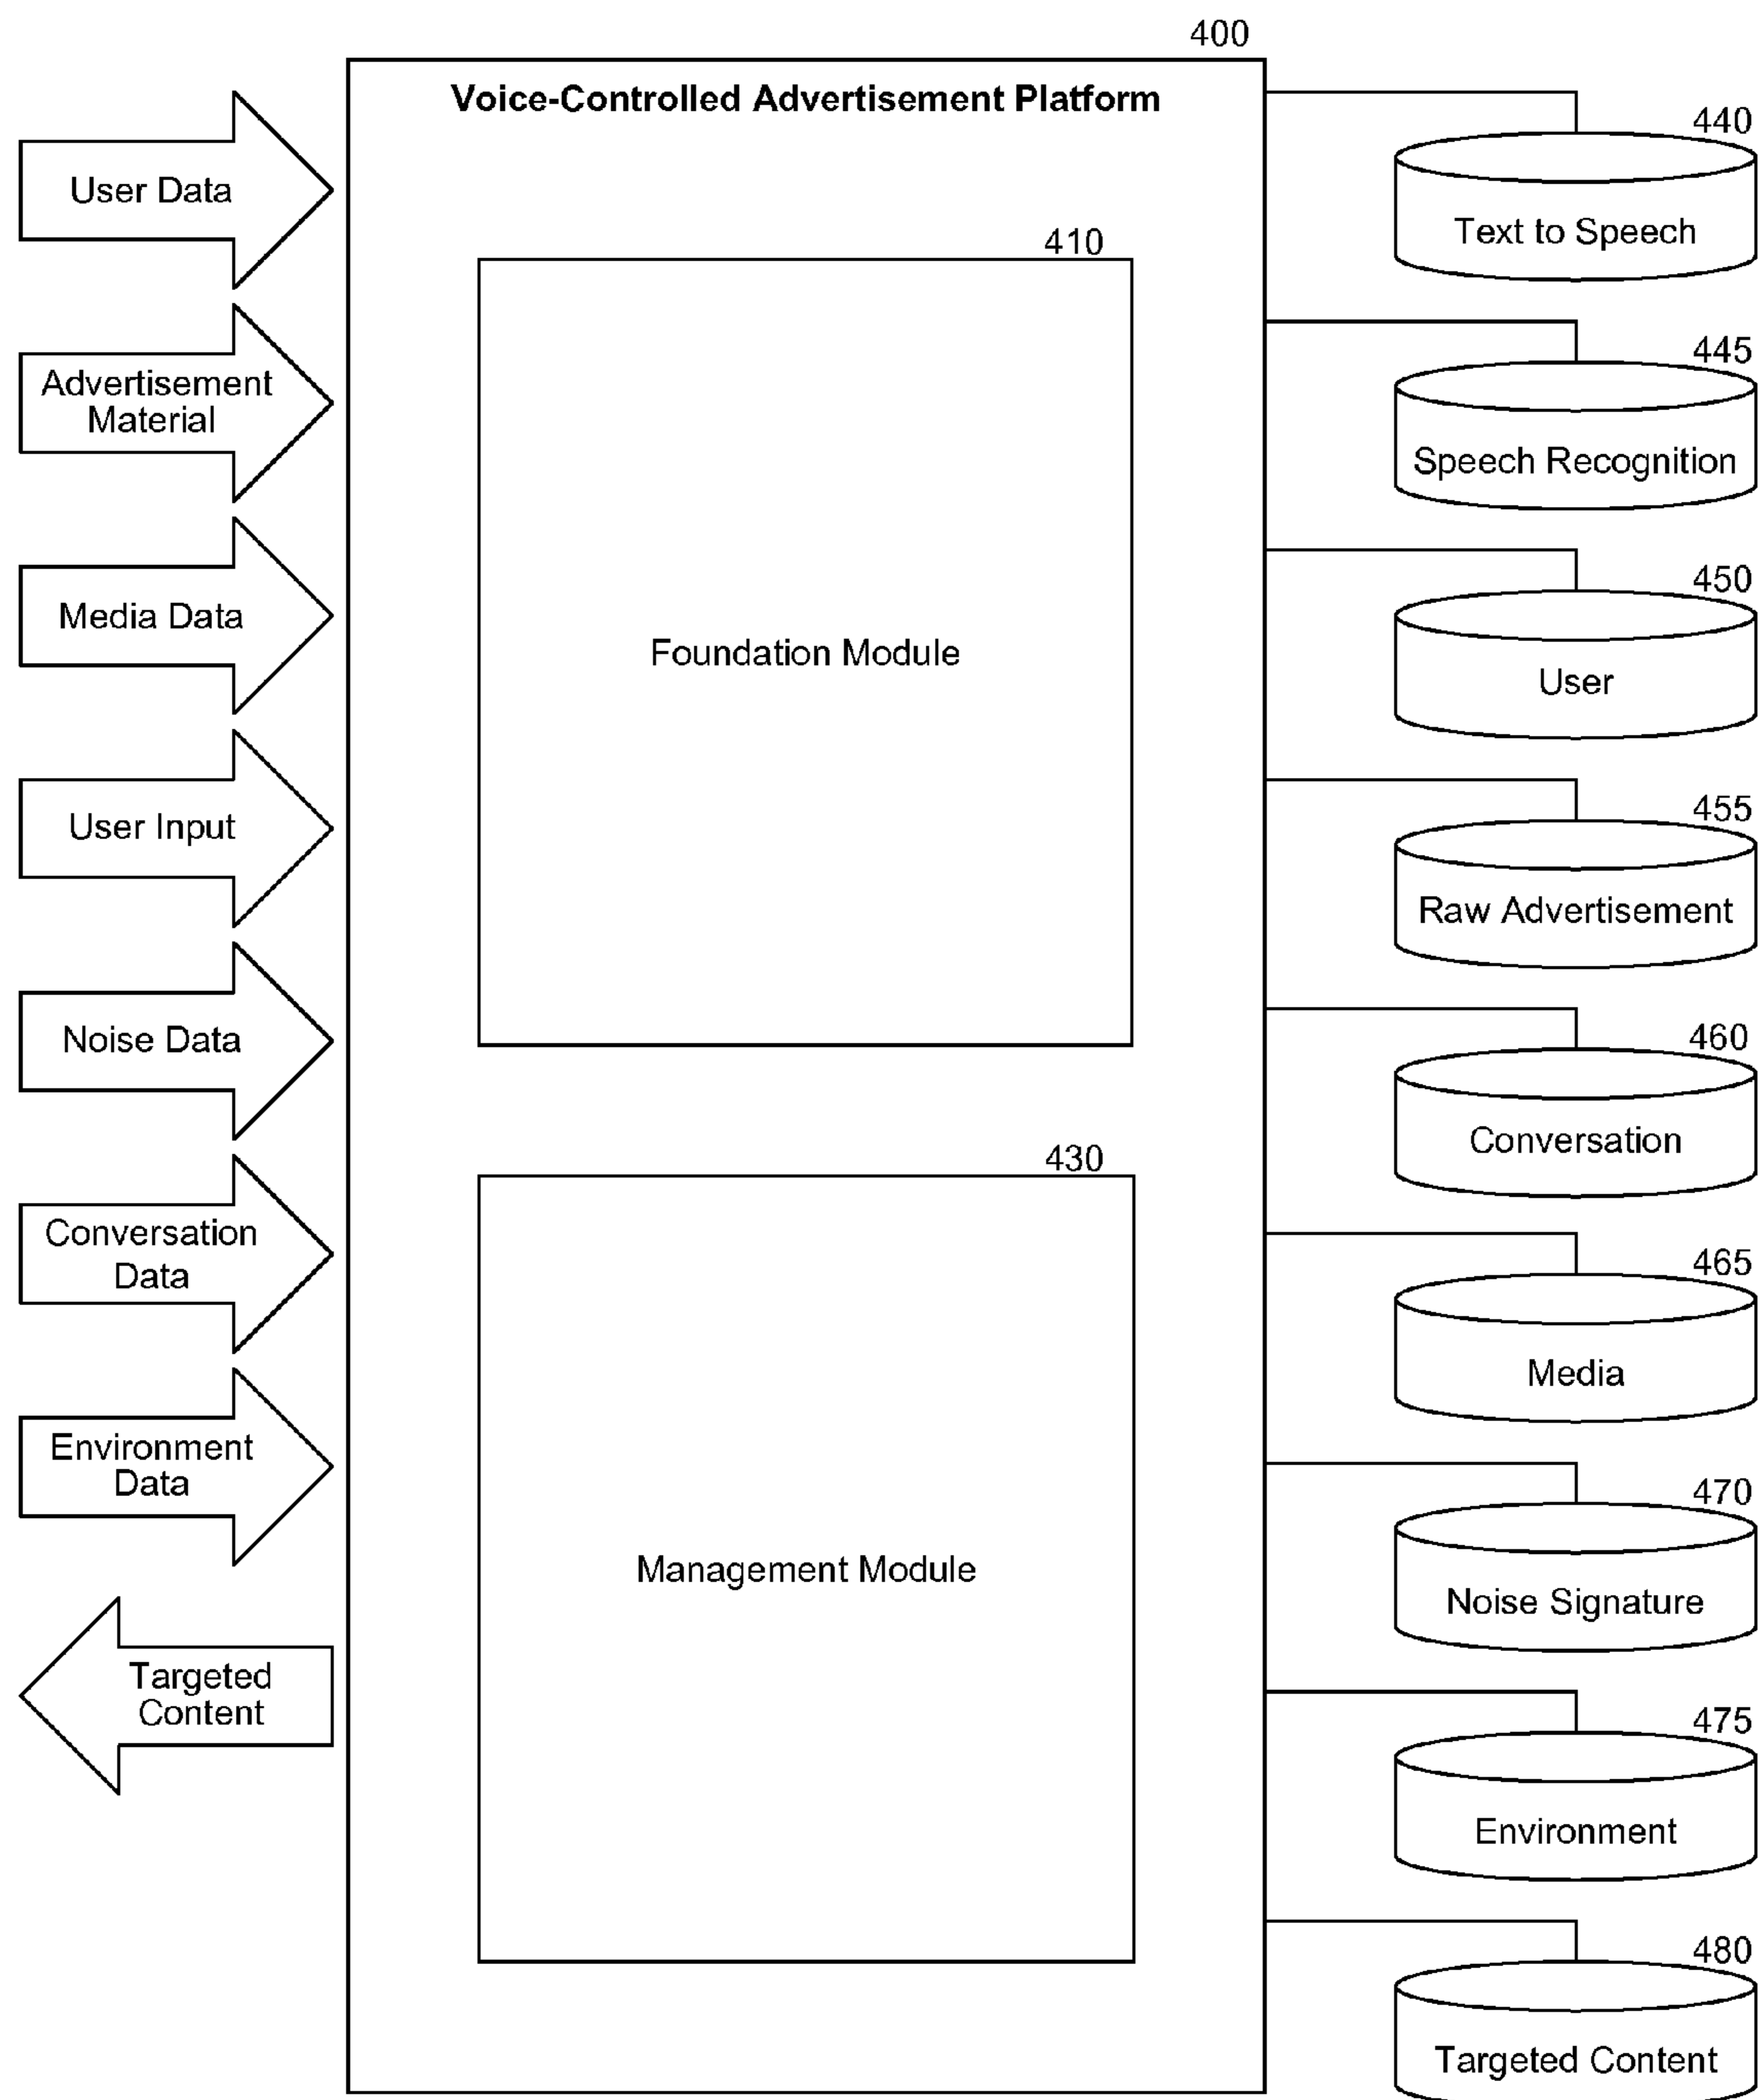 400
Voice-Controlled Advertisement Platform
User Data
Advertisement
Material
Media Data
User Input
Noise Data
Conversation
Data
Environment
Data
Targeted
Content
410
Foundation Module
430
Management Module
440
Text to Speech
445
Speech Recognition
450
User
455
Raw Advertisement
460
Conversation
465
Media
470
Noise Signature
475
Environment
480
Targeted Content